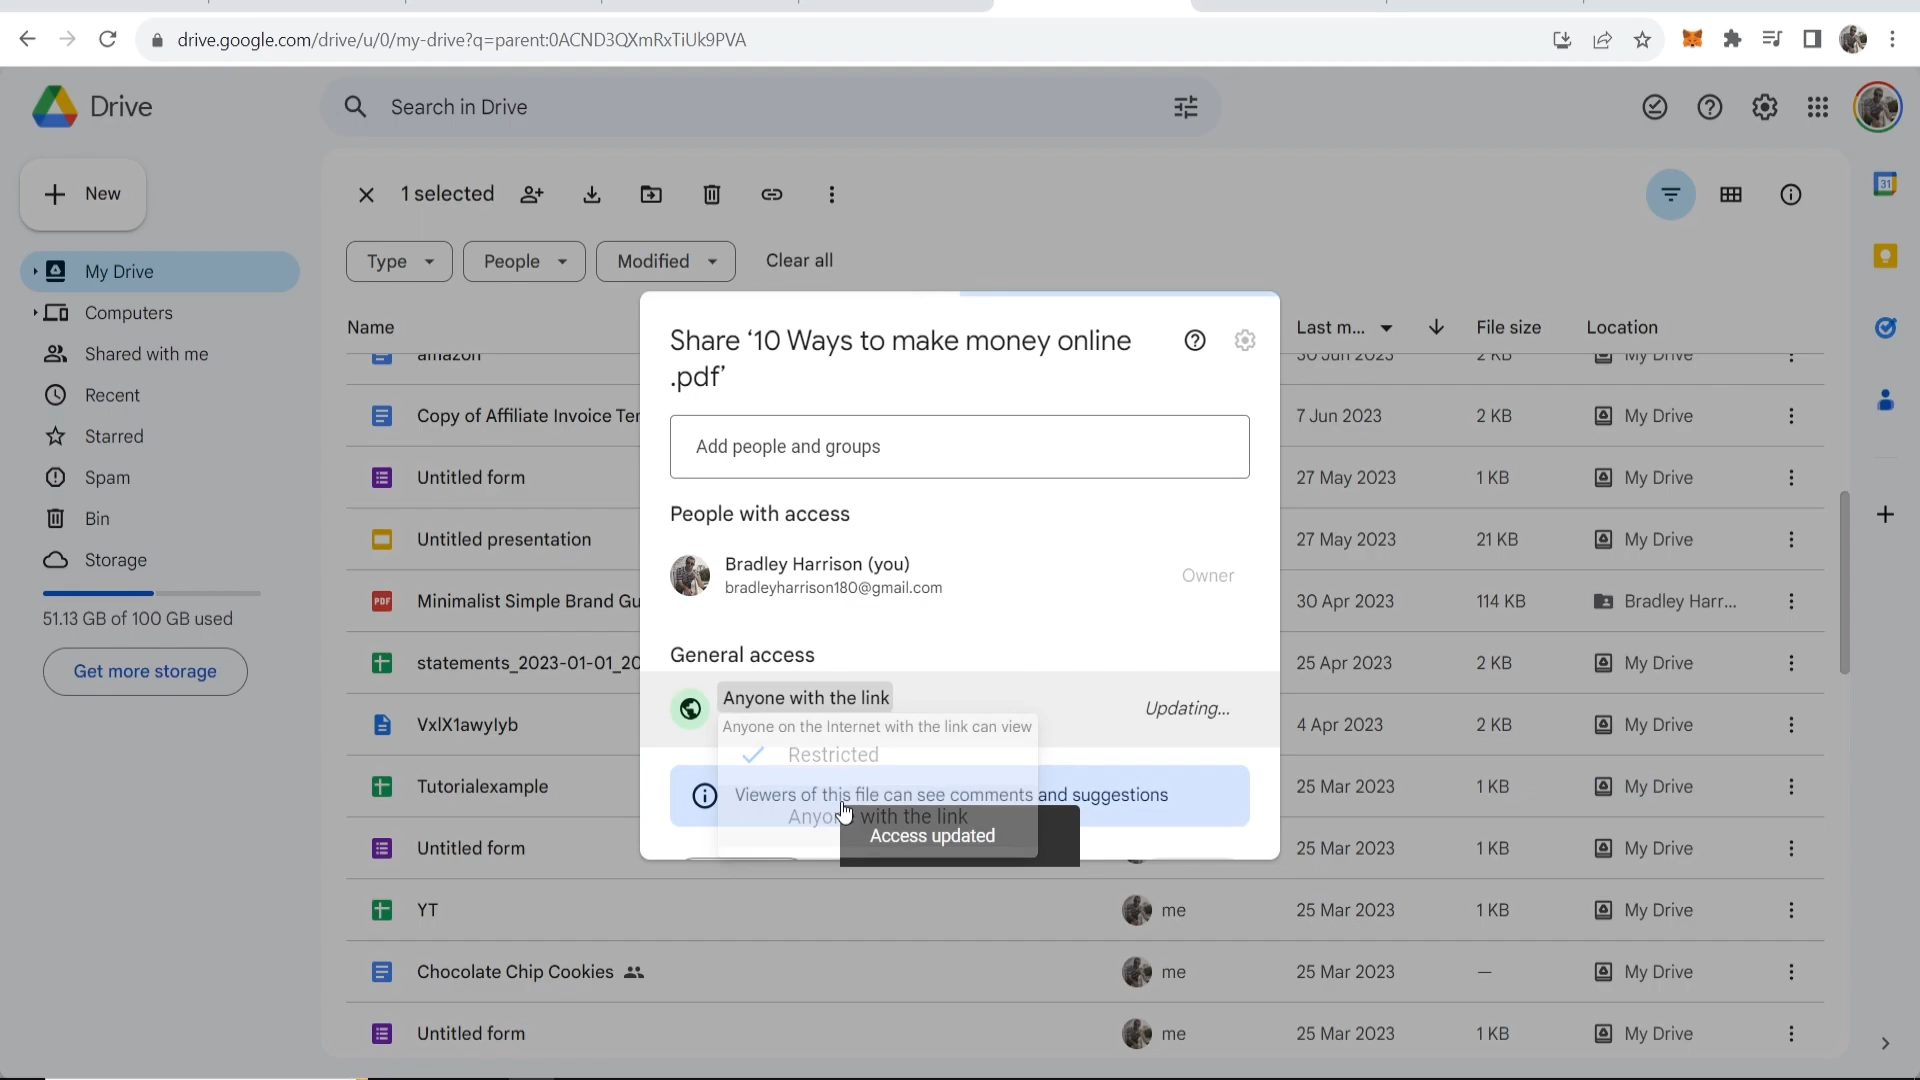 drive.google.com/drive/u/0/my-drive?q=parent:0ACND3QXmRxTiUk9PVA
Drive
Search in Drive
New
1 selected
31
Type
People
Modified
Clear all
My Drive
Computers
Shared with me
Recent
Starred
Spam
Bin
Storage
51.13 GB of 100 GB used
Get more storage
Name
Last m...
File size
Location
amazon
30 Jun 2023
2 KB
My Drive
Copy of Affiliate Invoice Ter
7 Jun 2023
2 KB
My Drive
Untitled form
27 May 2023
1 KB
My Drive
Untitled presentation
27 May 2023
21 KB
My Drive
PDF
Minimalist Simple Brand Gu
30 Apr 2023
114 KB
Bradley Harr...
statements_2023-01-01_20
25 Apr 2023
2 KB
My Drive
VxlX1awylyb
4 Apr 2023
2 KB
My Drive
Tutorialexample
25 Mar 2023
1 KB
My Drive
Untitled form
25 Mar 2023
1 KB
My Drive
YT
me
25 Mar 2023
1 KB
My Drive
Chocolate Chip Cookies
me
25 Mar 2023
—
My Drive
Untitled form
me
25 Mar 2023
1 KB
My Drive
Share ‘10 Ways to make money online
.pdf’
Add people and groups
People with access
Bradley Harrison (you)
bradleyharrison180@gmail.com
Owner
General access
Anyone with the link
Updating...
Anyone on the Internet with the link can view
Restricted
Viewers of this file can see comments and suggestions
Anyone with the link
Access updated